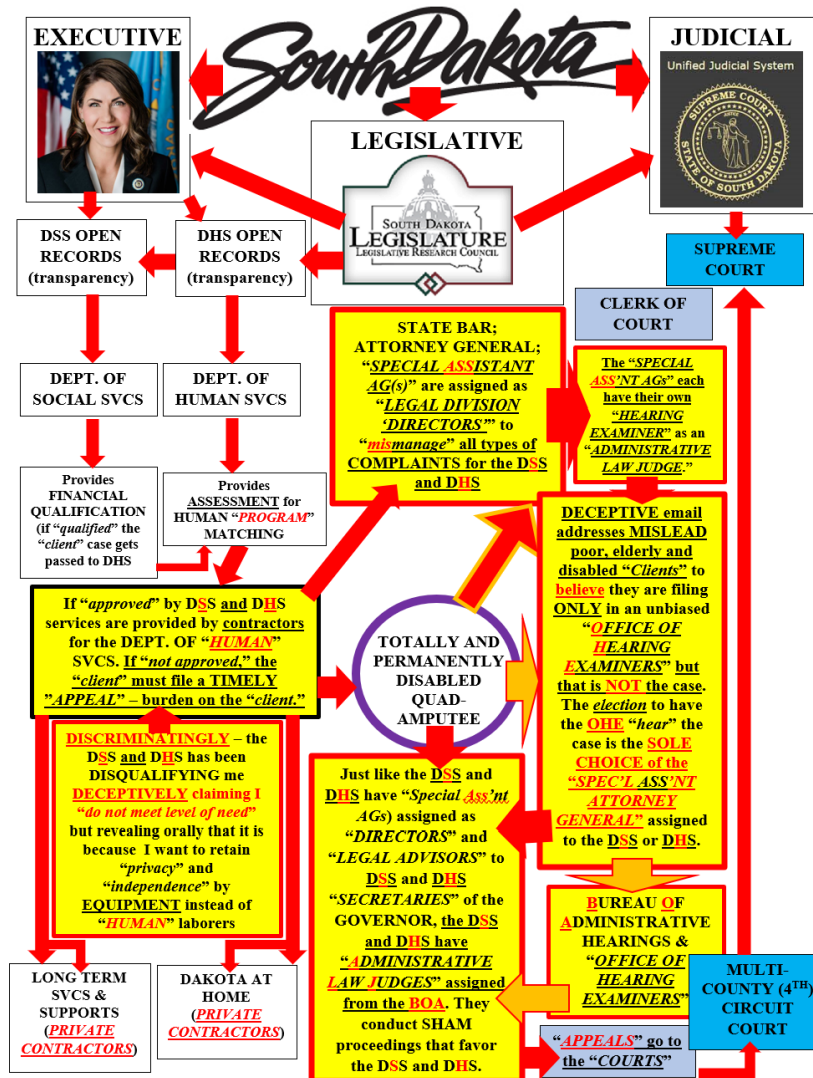 EXECUTIVE
South Dakota
JUDICIAL
Unified Judicial System
SUPREME COURT
STATE OF SOUTH DAKOTA
LEGISLATIVE
SOUTH DAKOTA
LEGISLATURE
LEGISLATIVE RESEARCH COUNCIL
DSS OPEN
RECORDS
(transparency)
DHS OPEN
RECORDS
(transparency)
SUPREME
COURT
CLERK OF
COURT
DEPT. OF
SOCIAL SVCS
DEPT. OF
HUMAN SVCS
STATE BAR;
ATTORNEY GENERAL;
“SPECIAL ASSISTANT
AG(s)” are assigned as
“LEGAL DIVISION
‘DIRECTORS’” to
“mismanage” all types of
COMPLAINTS for the DSS
and DHS
The “SPECIAL
ASS’NT AGs” each
have their own
“HEARING
EXAMINER” as an
“ADMINISTRATIVE
LAW JUDGE.”
Provides
FINANCIAL
QUALIFICATION
(if “qualified” the
“client” case gets
passed to DHS
Provides
ASSESSMENT for
HUMAN “PROGRAM”
MATCHING
DECEPTIVE email
addresses MISLEAD
poor, elderly and
disabled “Clients” to
believe they are filing
ONLY in an unbiased
“OFFICE OF
HEARING
EXAMINERS” but
that is NOT the case.
The election to have
the OHE “hear” the
case is the SOLE
CHOICE of the
“SPEC’L ASS’NT
ATTORNEY
GENERAL” assigned
to the DSS or DHS.
If “approved” by DSS and DHS
services are provided by contractors
for the DEPT. OF “HUMAN”
SVCS. If “not approved,” the
“client” must file a TIMELY
”APPEAL” – burden on the “client.”
TOTALLY AND
PERMANENTLY
DISABLED
QUAD-
AMPUTEE
DISCRIMINATINGLY – the
DSS and DHS has been
DISQUALIFYING me
DECEPTIVELY claiming I
“do not meet level of need”
but revealing orally that it is
because I want to retain
“privacy” and
“independence” by
EQUIPMENT instead of
“HUMAN” laborers
Just like the DSS and
DHS have “Special Ass’nt
AGs) assigned as
“DIRECTORS” and
“LEGAL ADVISORS” to
DSS and DHS
“SECRETARIES” of the
GOVERNOR, the DSS
and DHS have
“ADMINISTRATIVE
LAW JUDGES” assigned
from the BOA. They
conduct SHAM
proceedings that favor
the DSS and DHS.
BUREAU OF
ADMINISTRATIVE
HEARINGS &
“OFFICE OF
HEARING
EXAMINERS”
LONG TERM
SVCS &
SUPPORTS
(PRIVATE
CONTRACTORS)
DAKOTA AT
HOME
(PRIVATE
CONTRACTORS)
MULTI-
COUNTY (4TH)
CIRCUIT
COURT
“APPEALS” go to
the “COURTS”